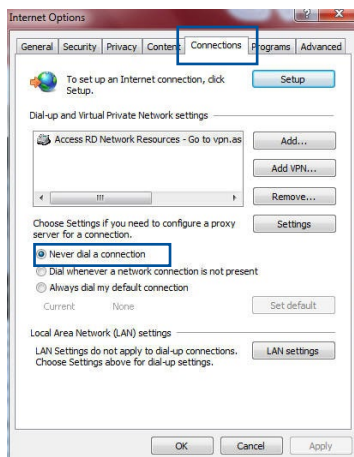 Internet Options
General Security Privacy Content Connections Programs Advanced
To set up an Internet connection, click Setup.
Setup
Dial-up and Virtual Private Network settings
Access RD Network Resources - Go to vpn.as
Add...
Add VPN...
Remove...
Choose Settings if you need to configure a proxy
server for a connection.
Settings
Never dial a connection
Dial whenever a network connection is not present
Always dial my default connection
Current None
Set default
Local Area Network (LAN) settings
LAN Settings do not apply to dial-up connections.
Choose Settings above for dial-up settings.
LAN settings
OK Cancel Apply